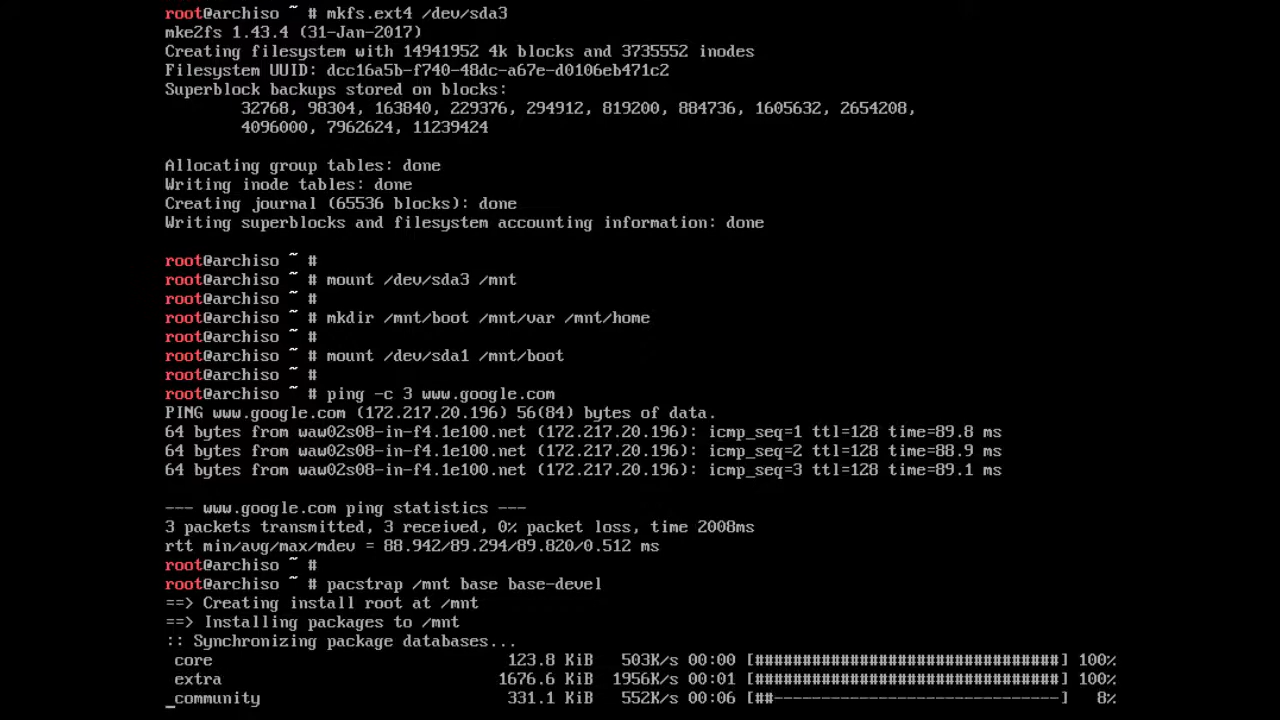 root@archiso ~ # mkfs.ext4 /dev/sda3
mke2fs 1.43.4 (31-Jan-2017)
Creating filesystem with 14941952 4k blocks and 3735552 inodes
Filesystem UUID: dcc16a5b-f740-48dc-a67e-d0106eb471c2
Superblock backups stored on blocks:
        32768, 98304, 163840, 229376, 294912, 819200, 884736, 1605632, 2654208,
        4096000, 7962624, 11239424

Allocating group tables: done
Writing inode tables: done
Creating journal (65536 blocks): done
Writing superblocks and filesystem accounting information: done

root@archiso ~ #
root@archiso ~ # mount /dev/sda3 /mnt
root@archiso ~ #
root@archiso ~ # mkdir /mnt/boot /mnt/var /mnt/home
root@archiso ~ #
root@archiso ~ # mount /dev/sda1 /mnt/boot
root@archiso ~ #
root@archiso ~ # ping -c 3 www.google.com
PING www.google.com (172.217.20.196) 56(84) bytes of data.
64 bytes from waw02s08-in-f4.1e100.net (172.217.20.196): icmp_seq=1 ttl=128 time=89.8 ms
64 bytes from waw02s08-in-f4.1e100.net (172.217.20.196): icmp_seq=2 ttl=128 time=88.9 ms
64 bytes from waw02s08-in-f4.1e100.net (172.217.20.196): icmp_seq=3 ttl=128 time=89.1 ms

--- www.google.com ping statistics ---
3 packets transmitted, 3 received, 0% packet loss, time 2008ms
rtt min/avg/max/mdev = 88.942/89.294/89.820/0.512 ms
root@archiso ~ #
root@archiso ~ # pacstrap /mnt base base-devel
==> Creating install root at /mnt
==> Installing packages to /mnt
:: Synchronizing package databases...
 core 123.8 KiB 503K/s 00:00 [################################] 100%
 extra 1676.6 KiB 1956K/s 00:01 [################################] 100%
_community 331.1 KiB 552K/s 00:06 [##------------------------------] 8%